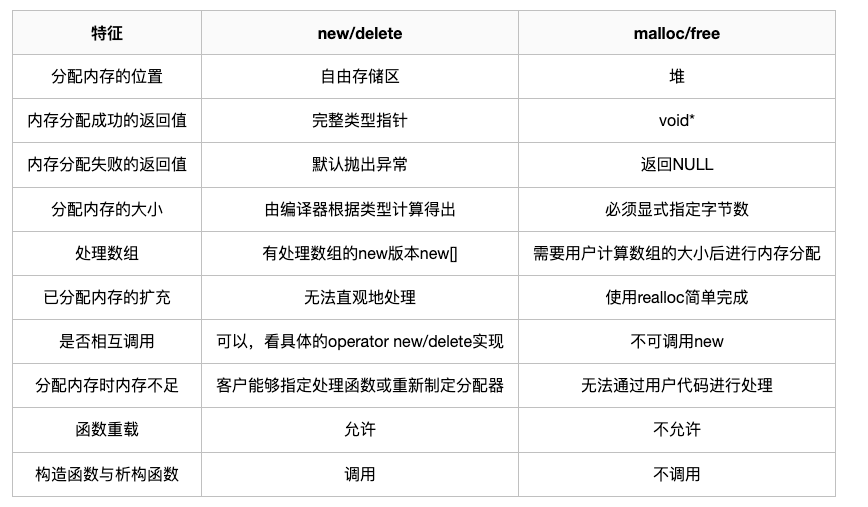 特征 new/delete malloc/free
分配内存的位置 自由存储区 堆
内存分配成功的返回值 完整类型指针 void*
内存分配失败的返回值 默认抛出异常 返回NULL
分配内存的大小 由编译器根据类型计算得出 必须显式指定字节数
处理数组 有处理数组的new版本new[] 需要用户计算数组的大小后进行内存分配
已分配内存的扩充 无法直观地处理 使用realloc简单完成
是否相互调用 可以，看具体的operator new/delete实现 不可调用new
分配内存时内存不足 客户能够指定处理函数或重新制定分配器 无法通过用户代码进行处理
函数重载 允许 不允许
构造函数与析构函数 调用 不调用